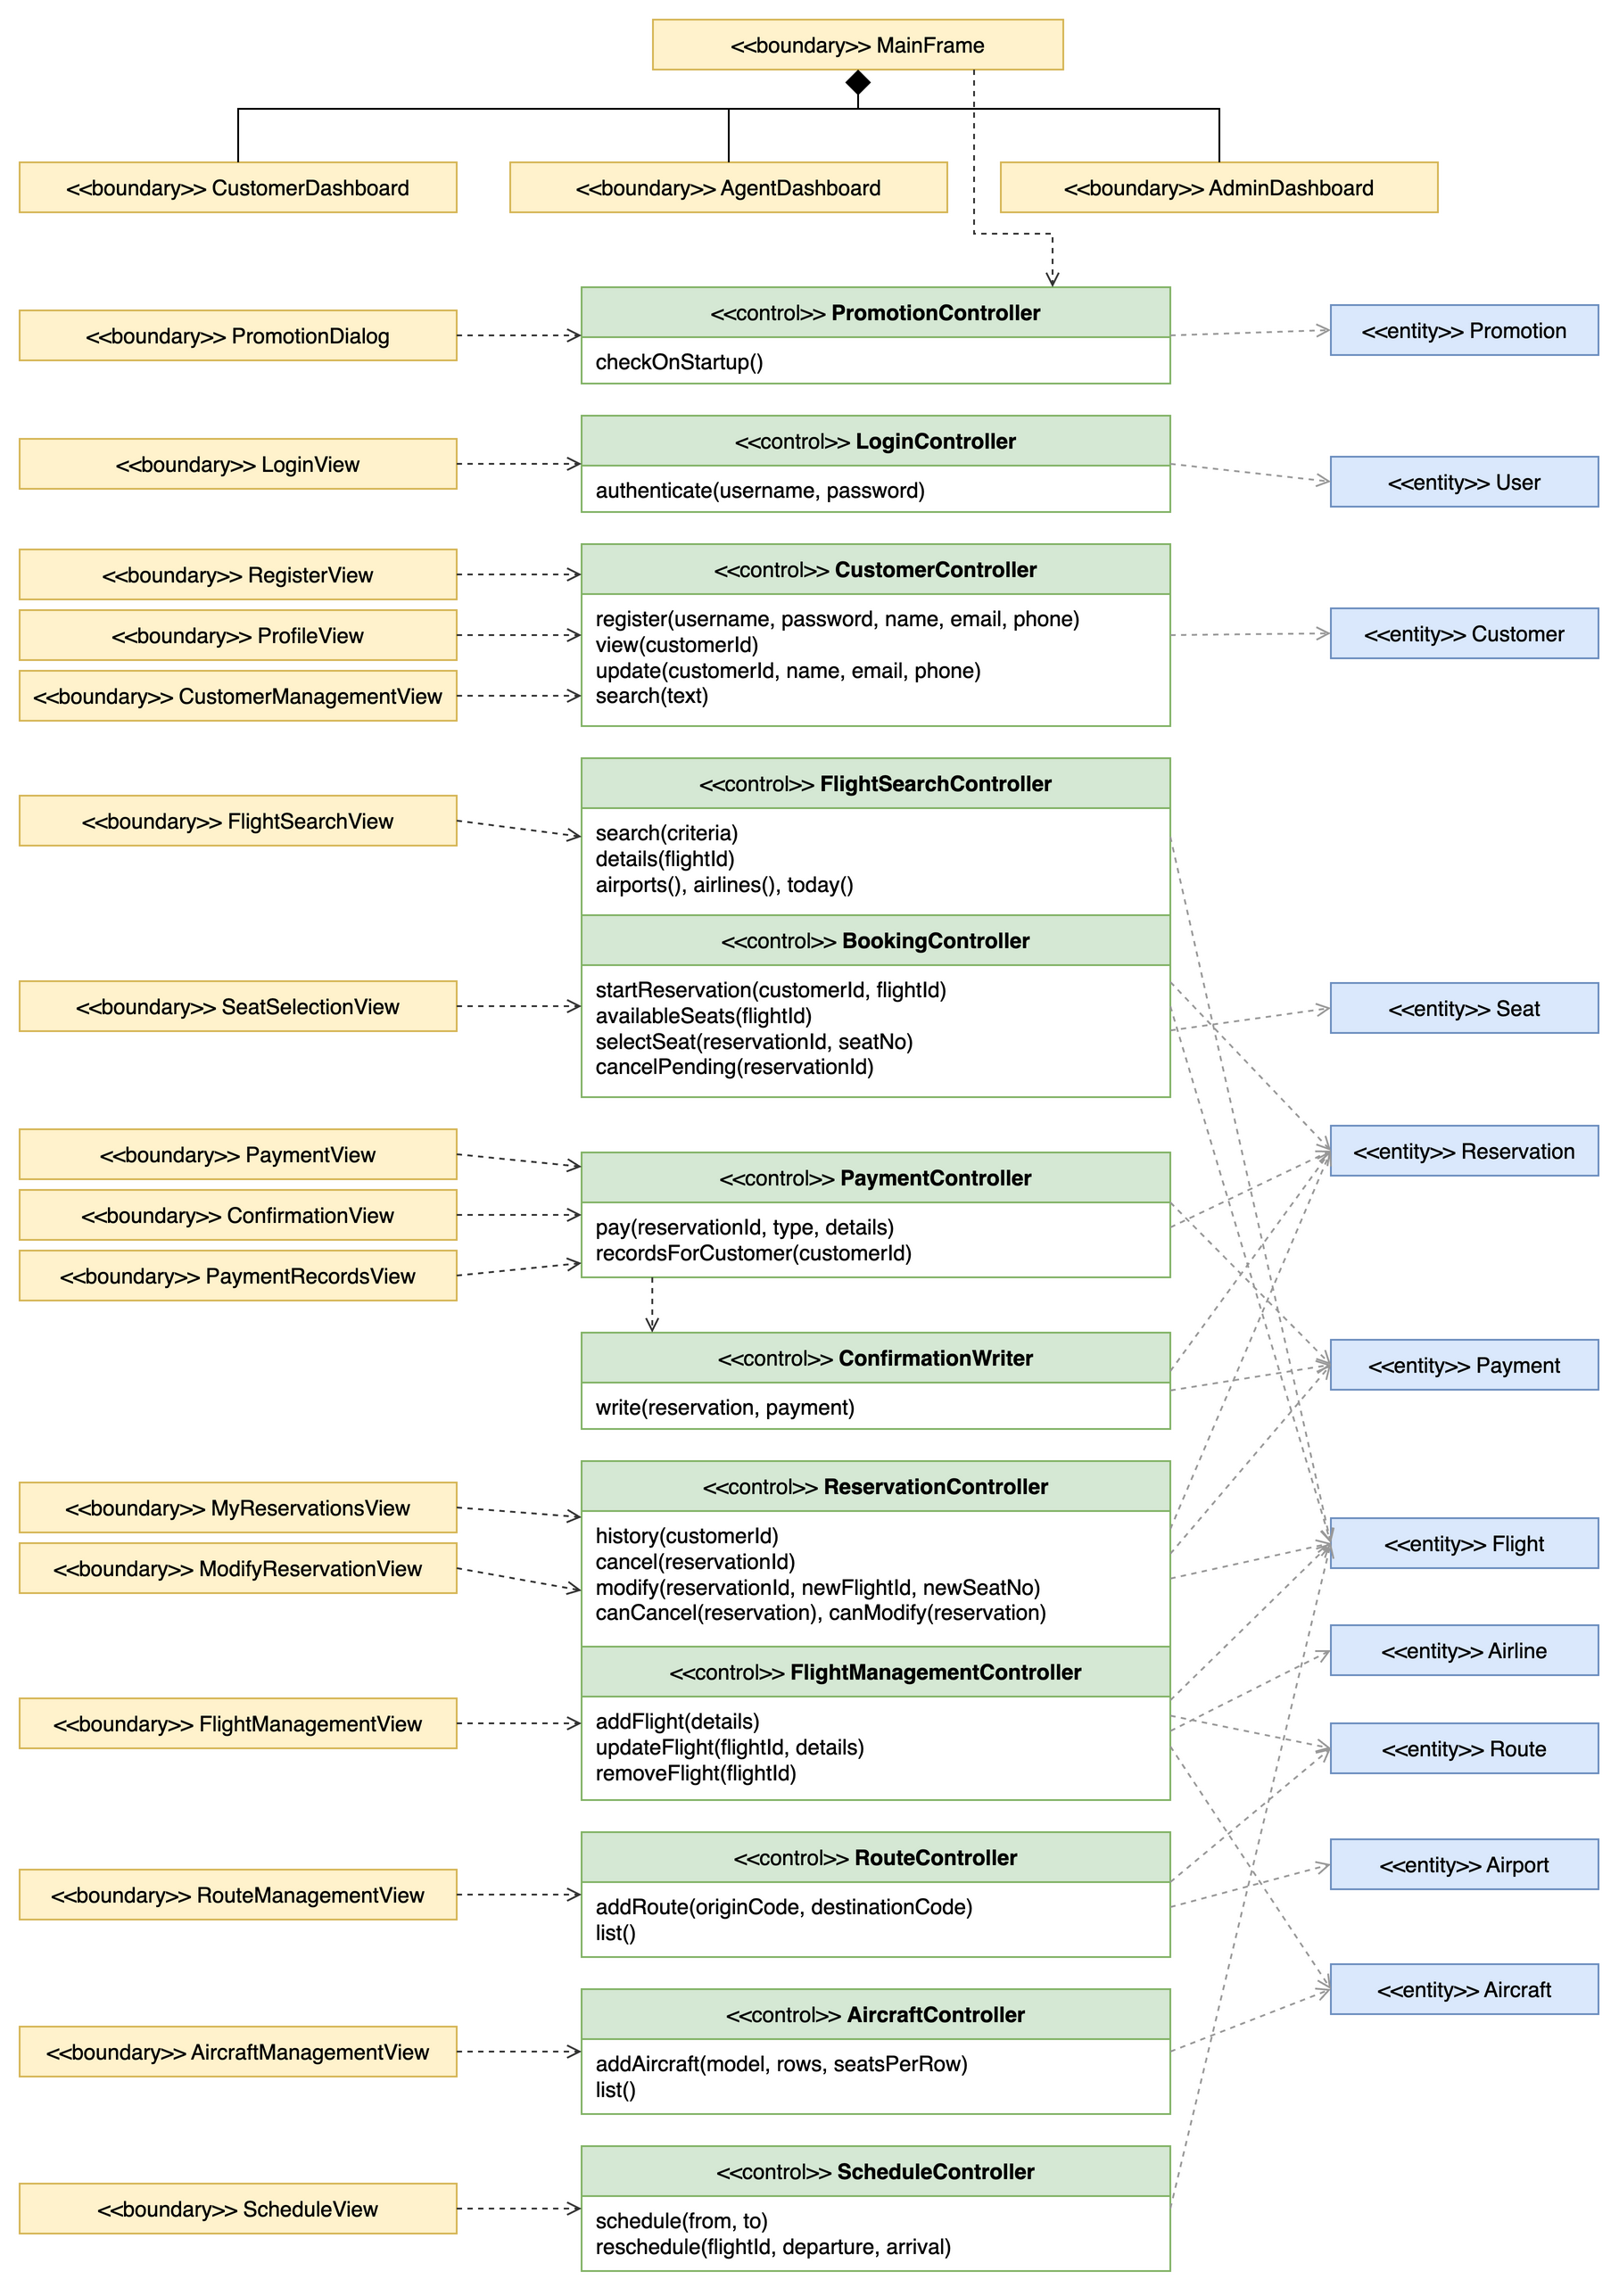 <<boundary>> MainFrame
<<boundary>> CustomerDashboard
<<boundary>> AgentDashboard
<<boundary>> AdminDashboard
<<boundary>> PromotionDialog
<<control>> PromotionController
checkOnStartup()
<<entity>> Promotion
<<boundary>> LoginView
<<control>> LoginController
authenticate(username, password)
<<entity>> User
<<boundary>> RegisterView
<<boundary>> ProfileView
<<boundary>> CustomerManagementView
<<control>> CustomerController
register(username, password, name, email, phone)
view(customerId)
update(customerId, name, email, phone)
search(text)
<<entity>> Customer
<<boundary>> FlightSearchView
<<control>> FlightSearchController
search(criteria)
details(flightId)
airports(), airlines(), today()
<<boundary>> SeatSelectionView
<<control>> BookingController
startReservation(customerId, flightId)
availableSeats(flightId)
selectSeat(reservationId, seatNo)
cancelPending(reservationId)
<<entity>> Seat
<<entity>> Reservation
<<boundary>> PaymentView
<<boundary>> ConfirmationView
<<boundary>> PaymentRecordsView
<<control>> PaymentController
pay(reservationId, type, details)
recordsForCustomer(customerId)
<<control>> ConfirmationWriter
write(reservation, payment)
<<entity>> Payment
<<boundary>> MyReservationsView
<<boundary>> ModifyReservationView
<<control>> ReservationController
history(customerId)
cancel(reservationId)
modify(reservationId, newFlightId, newSeatNo)
canCancel(reservation), canModify(reservation)
<<entity>> Flight
<<entity>> Airline
<<boundary>> FlightManagementView
<<control>> FlightManagementController
addFlight(details)
updateFlight(flightId, details)
removeFlight(flightId)
<<entity>> Route
<<boundary>> RouteManagementView
<<control>> RouteController
addRoute(originCode, destinationCode)
list()
<<entity>> Airport
<<entity>> Aircraft
<<boundary>> AircraftManagementView
<<control>> AircraftController
addAircraft(model, rows, seatsPerRow)
list()
<<boundary>> ScheduleView
<<control>> ScheduleController
schedule(from, to)
reschedule(flightId, departure, arrival)